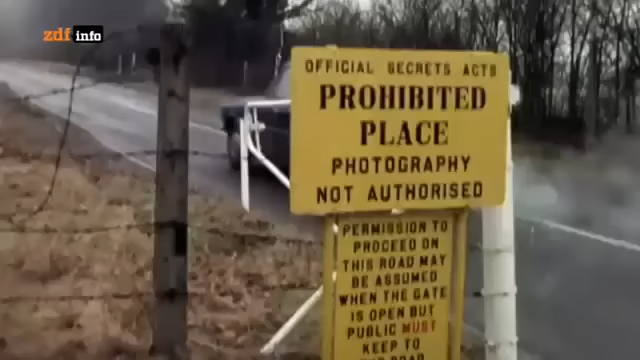 zdf info
OFFICIAL SECRETS ACTS
PROHIBITED
PLACE
PHOTOGRAPHY
NOT AUTHORISED
PERMISSION TO
PROCEED ON
THIS ROAD MAY
BE ASSUMED
WHEN THE GATE
IS OPEN BUT
PUBLIC MUST
KEEP TO